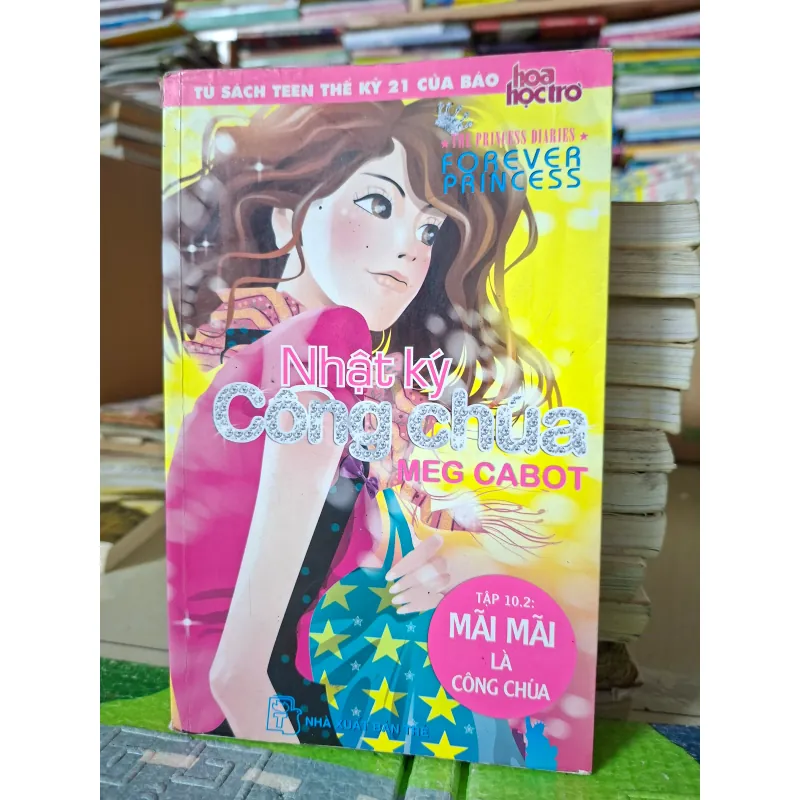 TỦ SÁCH TEEN THẾ KỶ 21 CỦA BÁO
hoa
học trò
★ THE PRINCESS DIARIES ★
FOREVER
PRINCESS
Nhật ký
Công chúa
MEG CABOT
TẬP 10.2:
MÃI MÃI
LÀ
CÔNG CHÚA
NHÀ XUẤT BẢN TRẺ